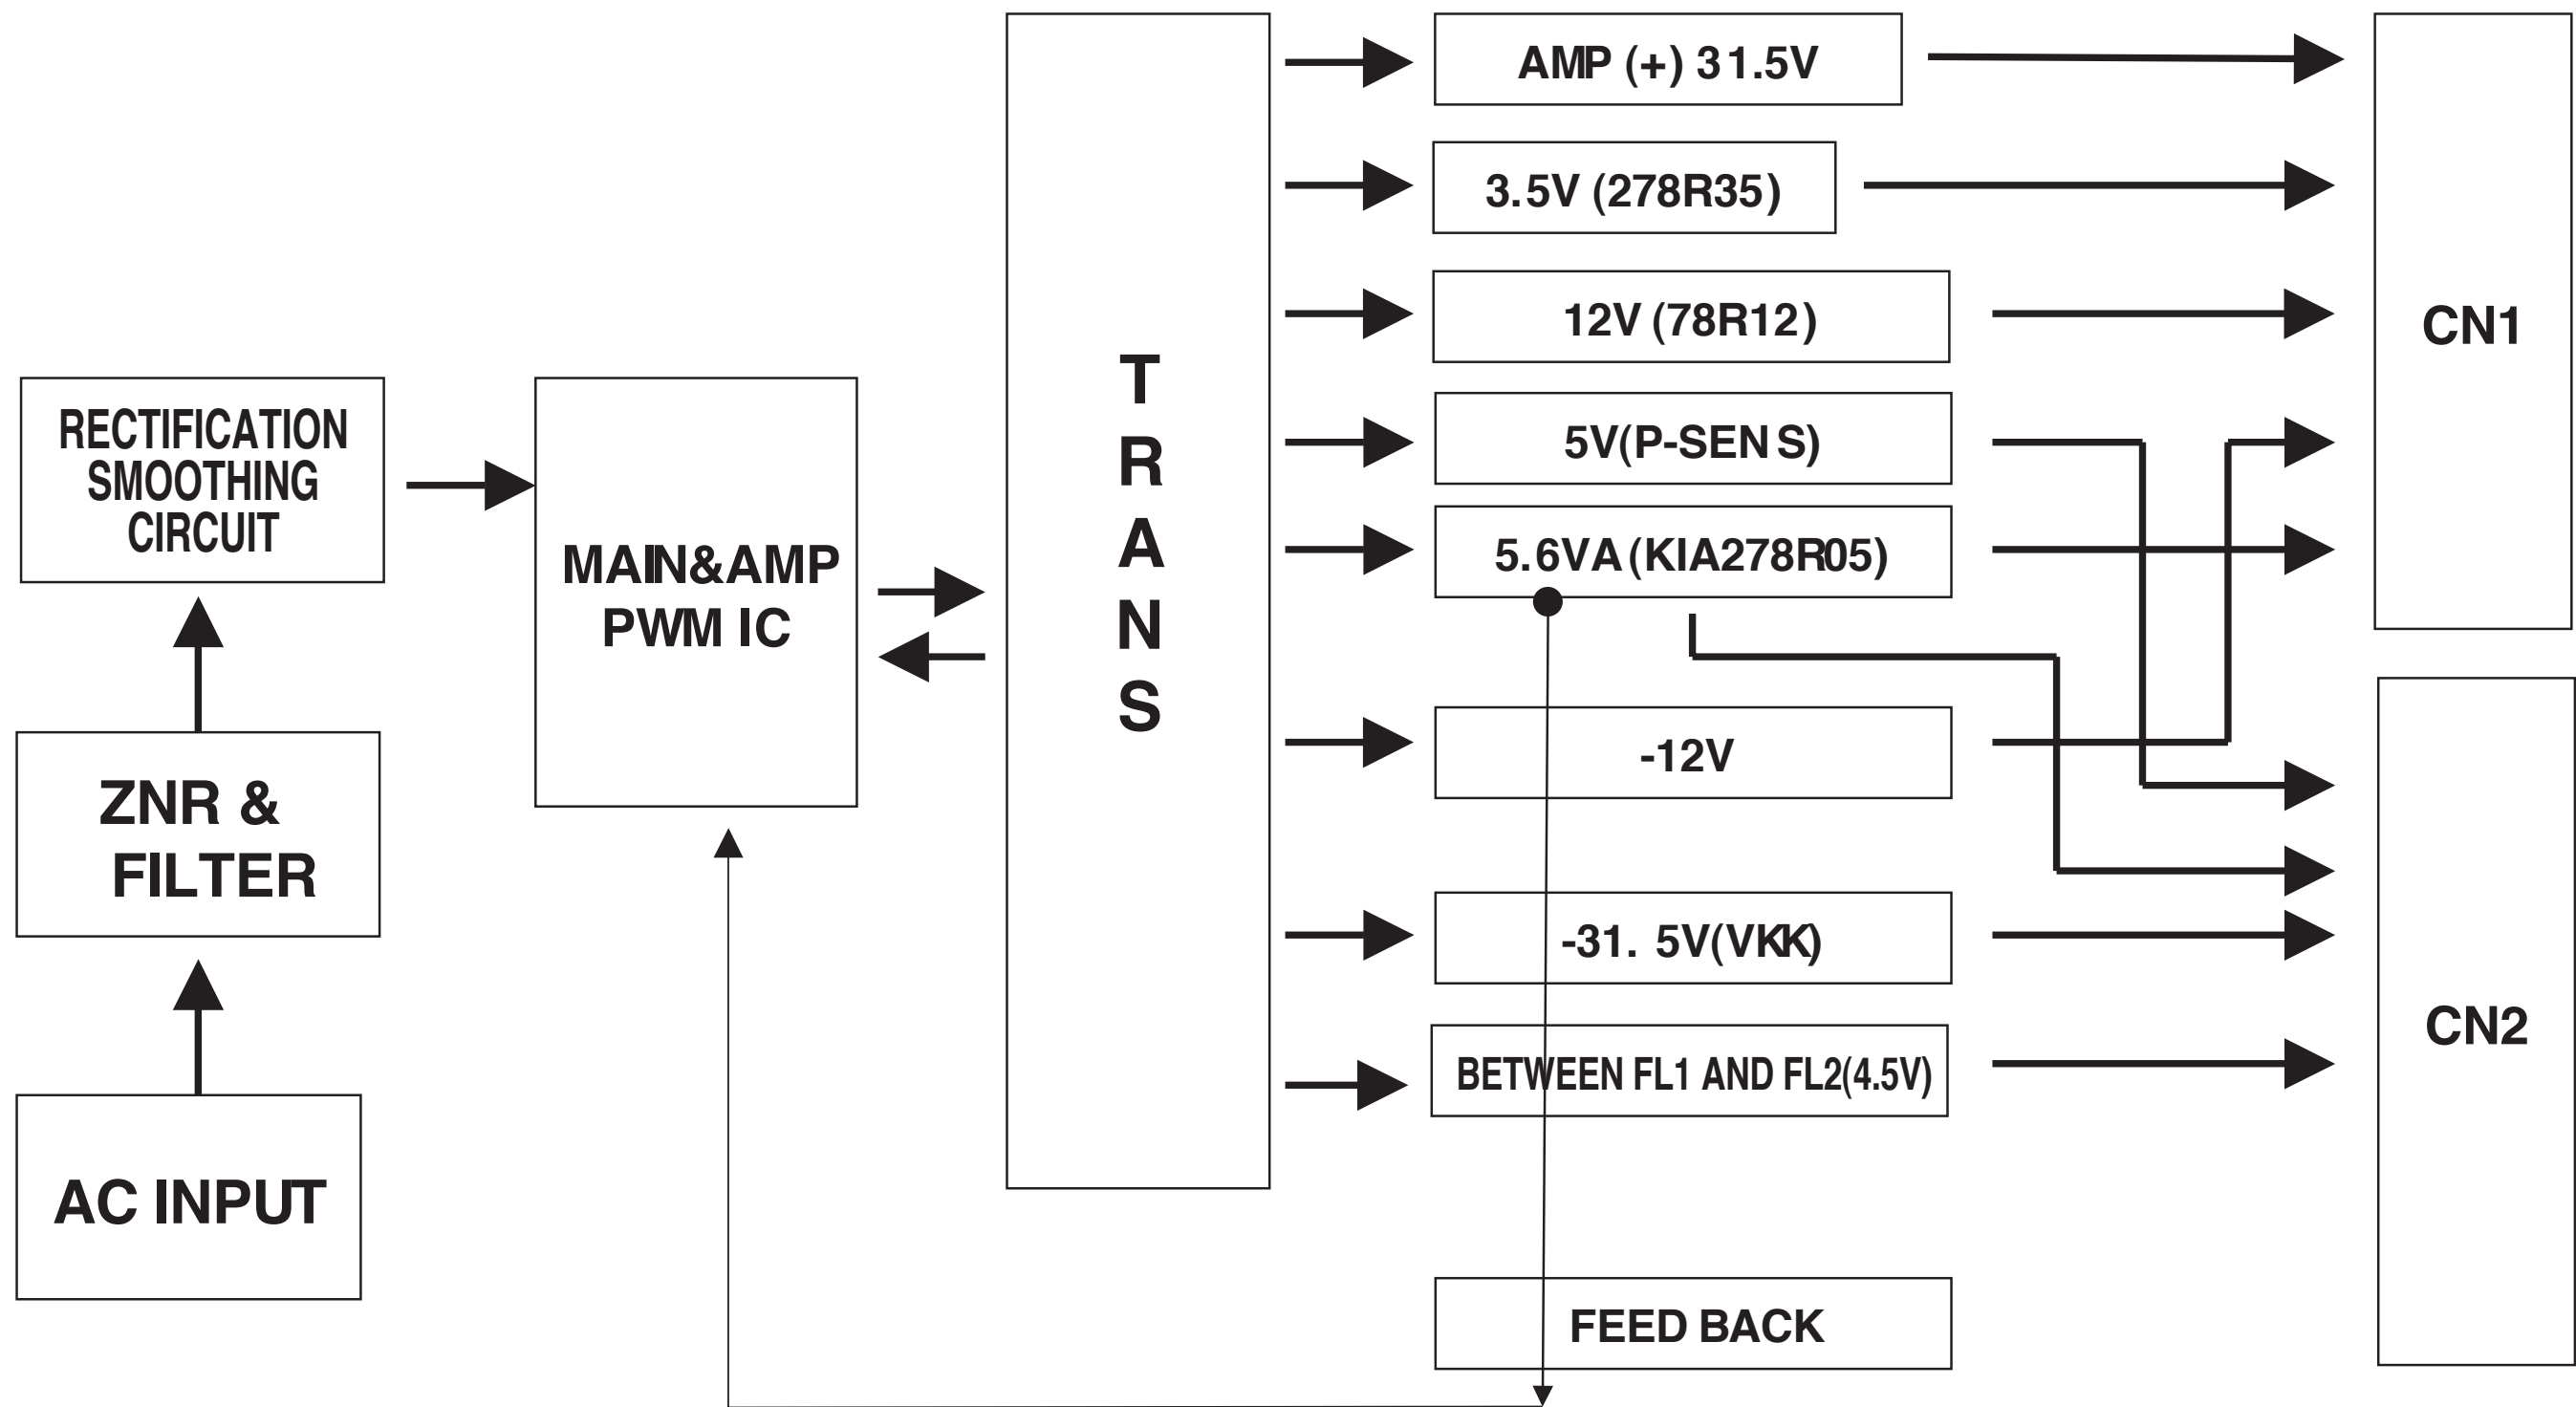 AMP (+) 31.5V
3.5V (278R35)
12V (78R12)
CN1
RECTIFICATION
SMOOTHING
CIRCUIT
MAIN&AMP
PWM IC
T
R
A
N
S
5V(P-SENS)
5.6VA(KIA278R05)
-12V
ZNR &
FILTER
-31. 5V(VKK)
CN2
BETWEEN FL1 AND FL2(4.5V)
AC INPUT
FEED BACK